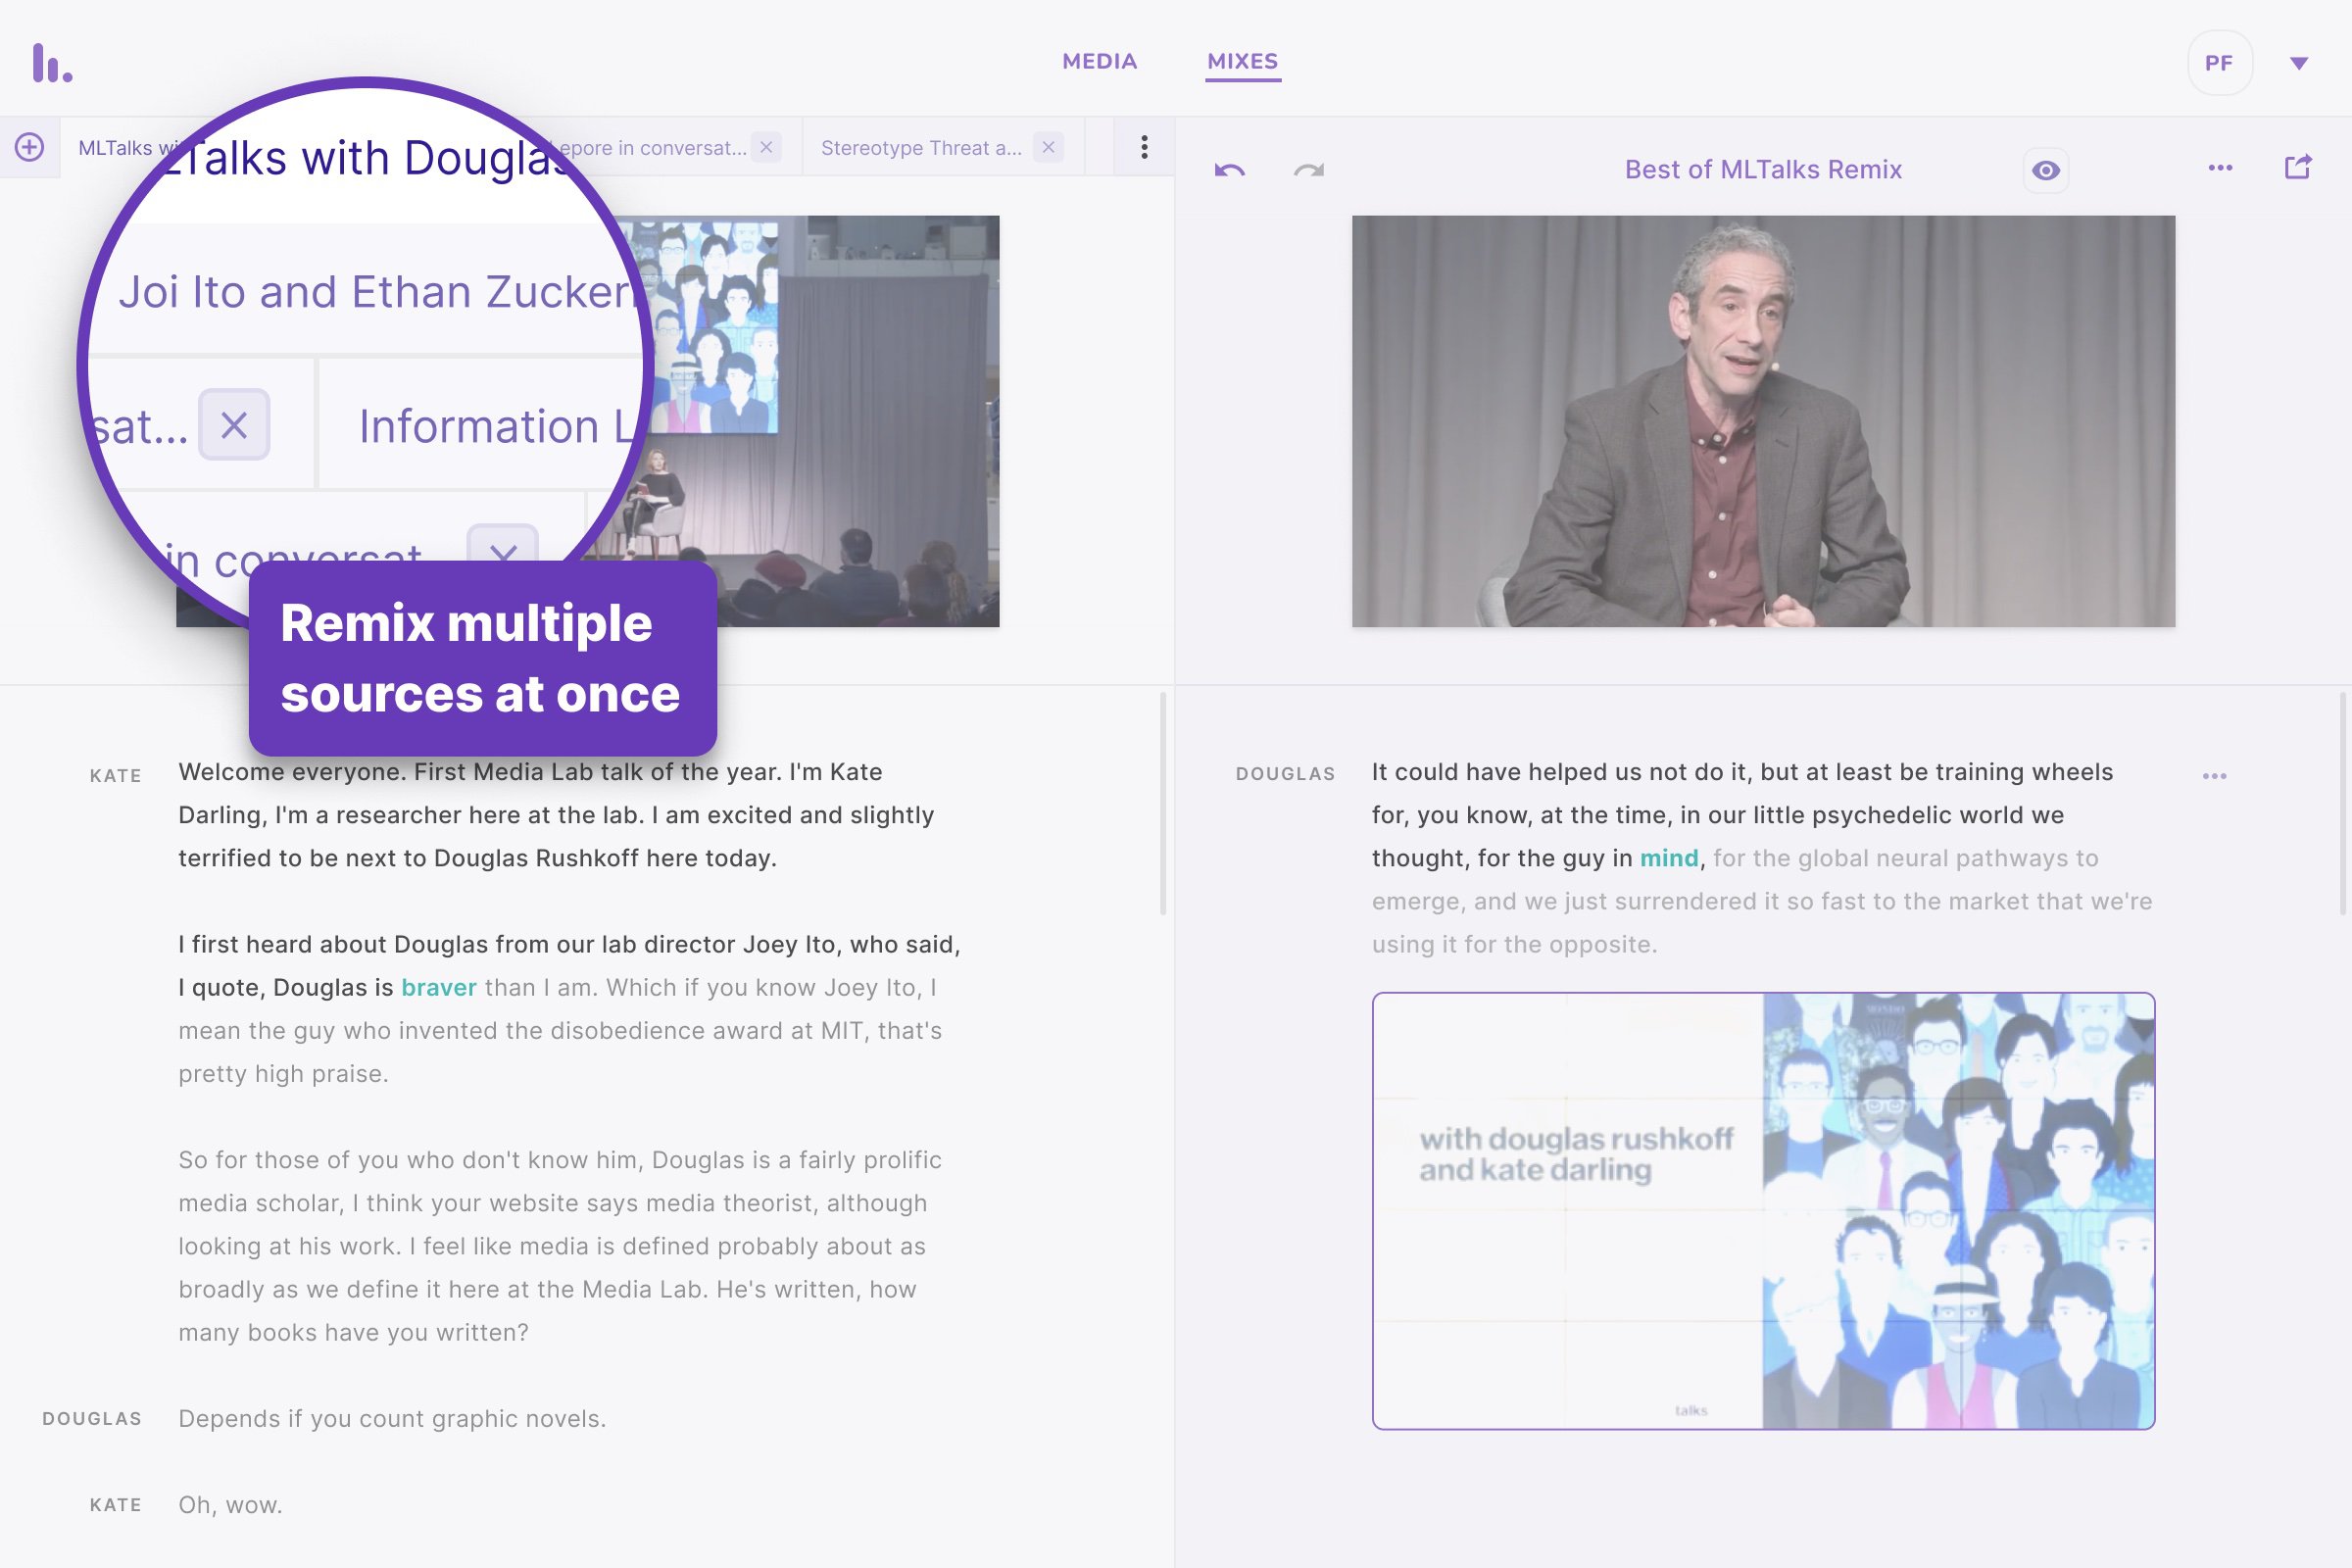 MEDIA
MIXES
PF
MLTalks
Talks with Douglas
epore in conversat...
Stereotype Threat a...
Best of MLTalks Remix
Joi Ito and Ethan
sat...
Information
in conversat
Remix multiple
sources at once
KATE
Welcome everyone. First Media Lab talk of the year. I'm Kate
Darling, I'm a researcher here at the lab. I am excited and slightly
terrified to be next to Douglas Rushkoff here today.
I first heard about Douglas from our lab director Joey Ito, who said,
I quote, Douglas is braver than I am. Which if you know Joey Ito, I
mean the guy who invented the disobedience award at MIT, that's
pretty high praise.
So for those of you who don't know him, Douglas is a fairly prolific
media scholar, I think your website says media theorist, although
looking at his work. I feel like media is defined probably about as
broadly as we define it here at the Media Lab. He's written, how
many books have you written?
DOUGLAS
Depends if you count graphic novels.
KATE
Oh, wow.
DOUGLAS
It could have helped us not do it, but at least be training wheels
for, you know, at the time, in our little psychedelic world we
thought, for the guy in mind, for the global neural pathways to
emerge, and we just surrendered it so fast to the market that we're
using it for the opposite.
with douglas rushkoff
and kate darling
talks